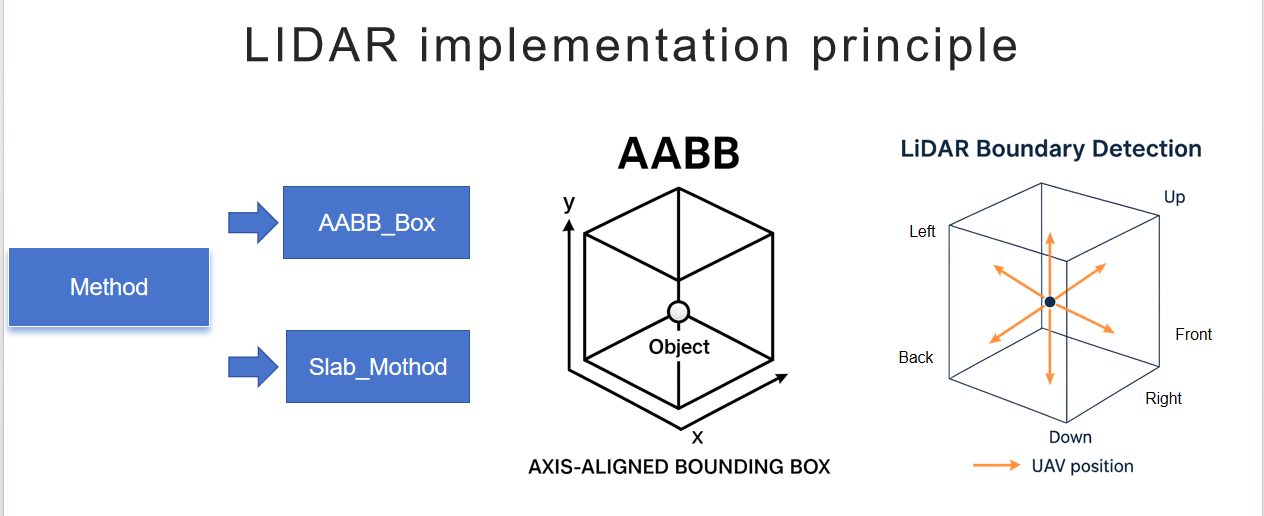 LIDAR implementation principle
Method
AABB_Box
Slab_Mothod
AABB
y
Object
x
AXIS-ALIGNED BOUNDING BOX
LiDAR Boundary Detection
Up
Left
Front
Back
Right
Down
UAV position